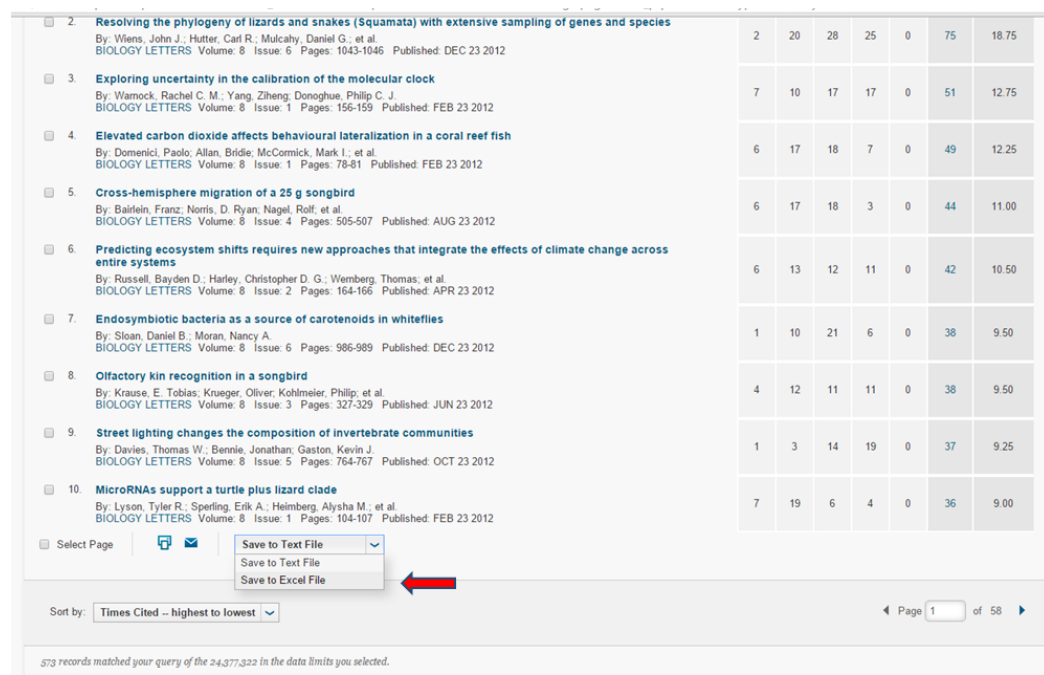 2. Resolving the phylogeny of lizards and snakes (Squamata) with extensive sampling of genes and species
By: Wiens, John J.; Hutter, Carl R.; Mulcahy, Daniel G.; et al.
BIOLOGY LETTERS Volume: 8 Issue: 6 Pages: 1043-1046 Published: DEC 23 2012
2 20 28 25 0 75 18.75
3. Exploring uncertainty in the calibration of the molecular clock
By: Warnock, Rachel C. M.; Yang, Ziheng; Donoghue, Philip C. J.
BIOLOGY LETTERS Volume: 8 Issue: 1 Pages: 156-159 Published: FEB 23 2012
7 10 17 17 0 51 12.75
4. Elevated carbon dioxide affects behavioural lateralization in a coral reef fish
By: Domenici, Paolo; Allan, Bridie; McCormick, Mark I.; et al.
BIOLOGY LETTERS Volume: 8 Issue: 1 Pages: 78-81 Published: FEB 23 2012
6 17 18 7 0 49 12.25
5. Cross-hemisphere migration of a 25 g songbird
By: Bairlein, Franz; Norris, D. Ryan; Nagel, Rolf; et al.
BIOLOGY LETTERS Volume: 8 Issue: 4 Pages: 505-507 Published: AUG 23 2012
6 17 18 3 0 44 11.00
6. Predicting ecosystem shifts requires new approaches that integrate the effects of climate change across
entire systems
By: Russell, Bayden D.; Harley, Christopher D. G.; Wernberg, Thomas; et al.
BIOLOGY LETTERS Volume: 8 Issue: 2 Pages: 164-166 Published: APR 23 2012
6 13 12 11 0 42 10.50
7. Endosymbiotic bacteria as a source of carotenoids in whiteflies
By: Sloan, Daniel B.; Moran, Nancy A.
BIOLOGY LETTERS Volume: 8 Issue: 6 Pages: 986-989 Published: DEC 23 2012
1 10 21 6 0 38 9.50
8. Olfactory kin recognition in a songbird
By: Krause, E. Tobias; Krueger, Oliver; Kohlmeier, Philip; et al.
BIOLOGY LETTERS Volume: 8 Issue: 3 Pages: 327-329 Published: JUN 23 2012
4 12 11 11 0 38 9.50
9. Street lighting changes the composition of invertebrate communities
By: Davies, Thomas W.; Bennie, Jonathan; Gaston, Kevin J.
BIOLOGY LETTERS Volume: 8 Issue: 5 Pages: 764-767 Published: OCT 23 2012
1 3 14 19 0 37 9.25
10. MicroRNAs support a turtle plus lizard clade
By: Lyson, Tyler R.; Sperling, Erik A.; Heimberg, Alysha M.; et al.
BIOLOGY LETTERS Volume: 8 Issue: 1 Pages: 104-107 Published: FEB 23 2012
7 19 6 4 0 36 9.00
Select Page Save to Text File
Save to Text File
Save to Excel File
Sort by: Times Cited -- highest to lowest Page 1 of 58
573 records matched your query of the 24,377,322 in the data limits you selected.